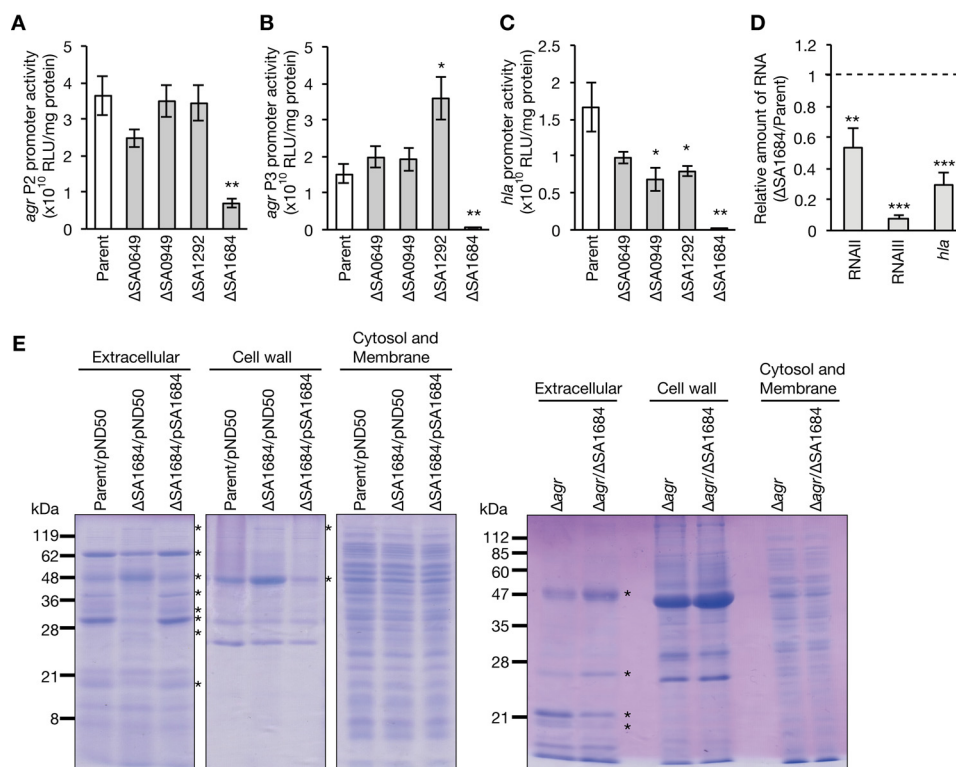 A
agr P2 promoter activity
(x10^10 RLU/mg protein)
5
4
3
2
1
0
Parent
ΔSA0649
ΔSA0949
ΔSA1292
ΔSA1684
**
B
agr P3 promoter activity
(x10^10 RLU/mg protein)
5
4
3
2
1
0
Parent
ΔSA0649
ΔSA0949
ΔSA1292
ΔSA1684
*
**
C
hla promoter activity
(x10^10 RLU/mg protein)
2.5
2
1.5
1
0.5
0
Parent
ΔSA0649
ΔSA0949
ΔSA1292
ΔSA1684
*
*
**
D
Relative amount of RNA
(ΔSA1684/Parent)
1.2
1
0.8
0.6
0.4
0.2
0
RNAII
RNAIII
hla
**
***
***
E
Extracellular
Cell wall
Cytosol and
Membrane
Parent/pND50
ΔSA1684/pND50
ΔSA1684/pSA1684
Parent/pND50
ΔSA1684/pND50
ΔSA1684/pSA1684
Parent/pND50
ΔSA1684/pND50
ΔSA1684/pSA1684
kDa
119
62
48
36
28
21
8
*
*
*
*
*
*
*
*
*
*
Extracellular
Cell wall
Cytosol and
Membrane
Δagr
Δagr/ΔSA1684
Δagr
Δagr/ΔSA1684
Δagr
Δagr/ΔSA1684
kDa
112
85
60
47
35
28
21
*
*
*
*